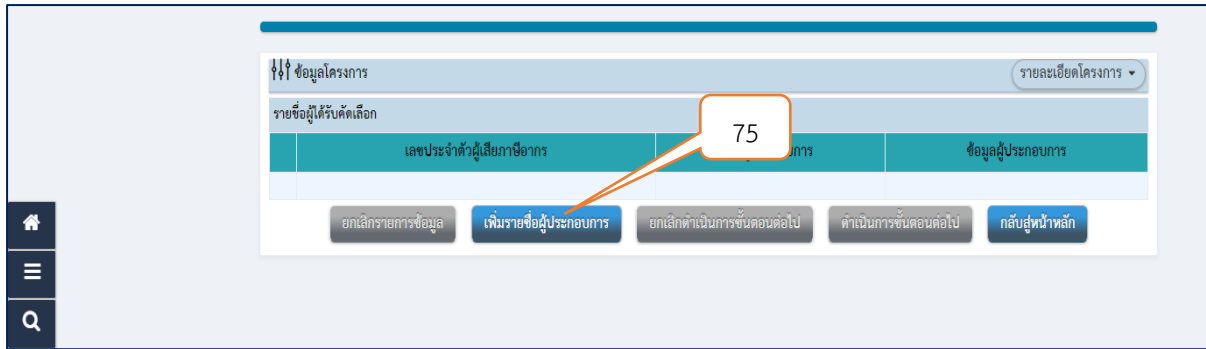 ข้อมูลโครงการ
รายละเอียดโครงการ
รายชื่อผู้ได้รับคัดเลือก
75
เลขประจำตัวผู้เสียภาษีอากร
ข้อมูลผู้ประกอบการ
ยกเลิกรายการข้อมูล เพิ่มรายชื่อผู้ประกอบการ ยกเลิกดำเนินการขั้นตอนต่อไป ดำเนินการขั้นตอนต่อไป กลับสู่หน้าหลัก